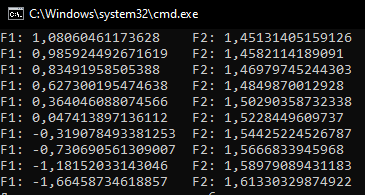 C:\Windows\system32\cmd.exe
F1: 1,08060461173628 F2: 1,45131405159126
F1: 0,985924492671619 F2: 1,4582114189091
F1: 0,83491958505388 F2: 1,46979745244303
F1: 0,627300195474638 F2: 1,4849870012928
F1: 0,364046088074566 F2: 1,50290358732338
F1: 0,047413897136112 F2: 1,5228449609737
F1: -0,319078493381253 F2: 1,54425224526787
F1: -0,730690561309007 F2: 1,5666833945968
F1: -1,18152033143046 F2: 1,58979089431183
F1: -1,66458734618857 F2: 1,61330329874922